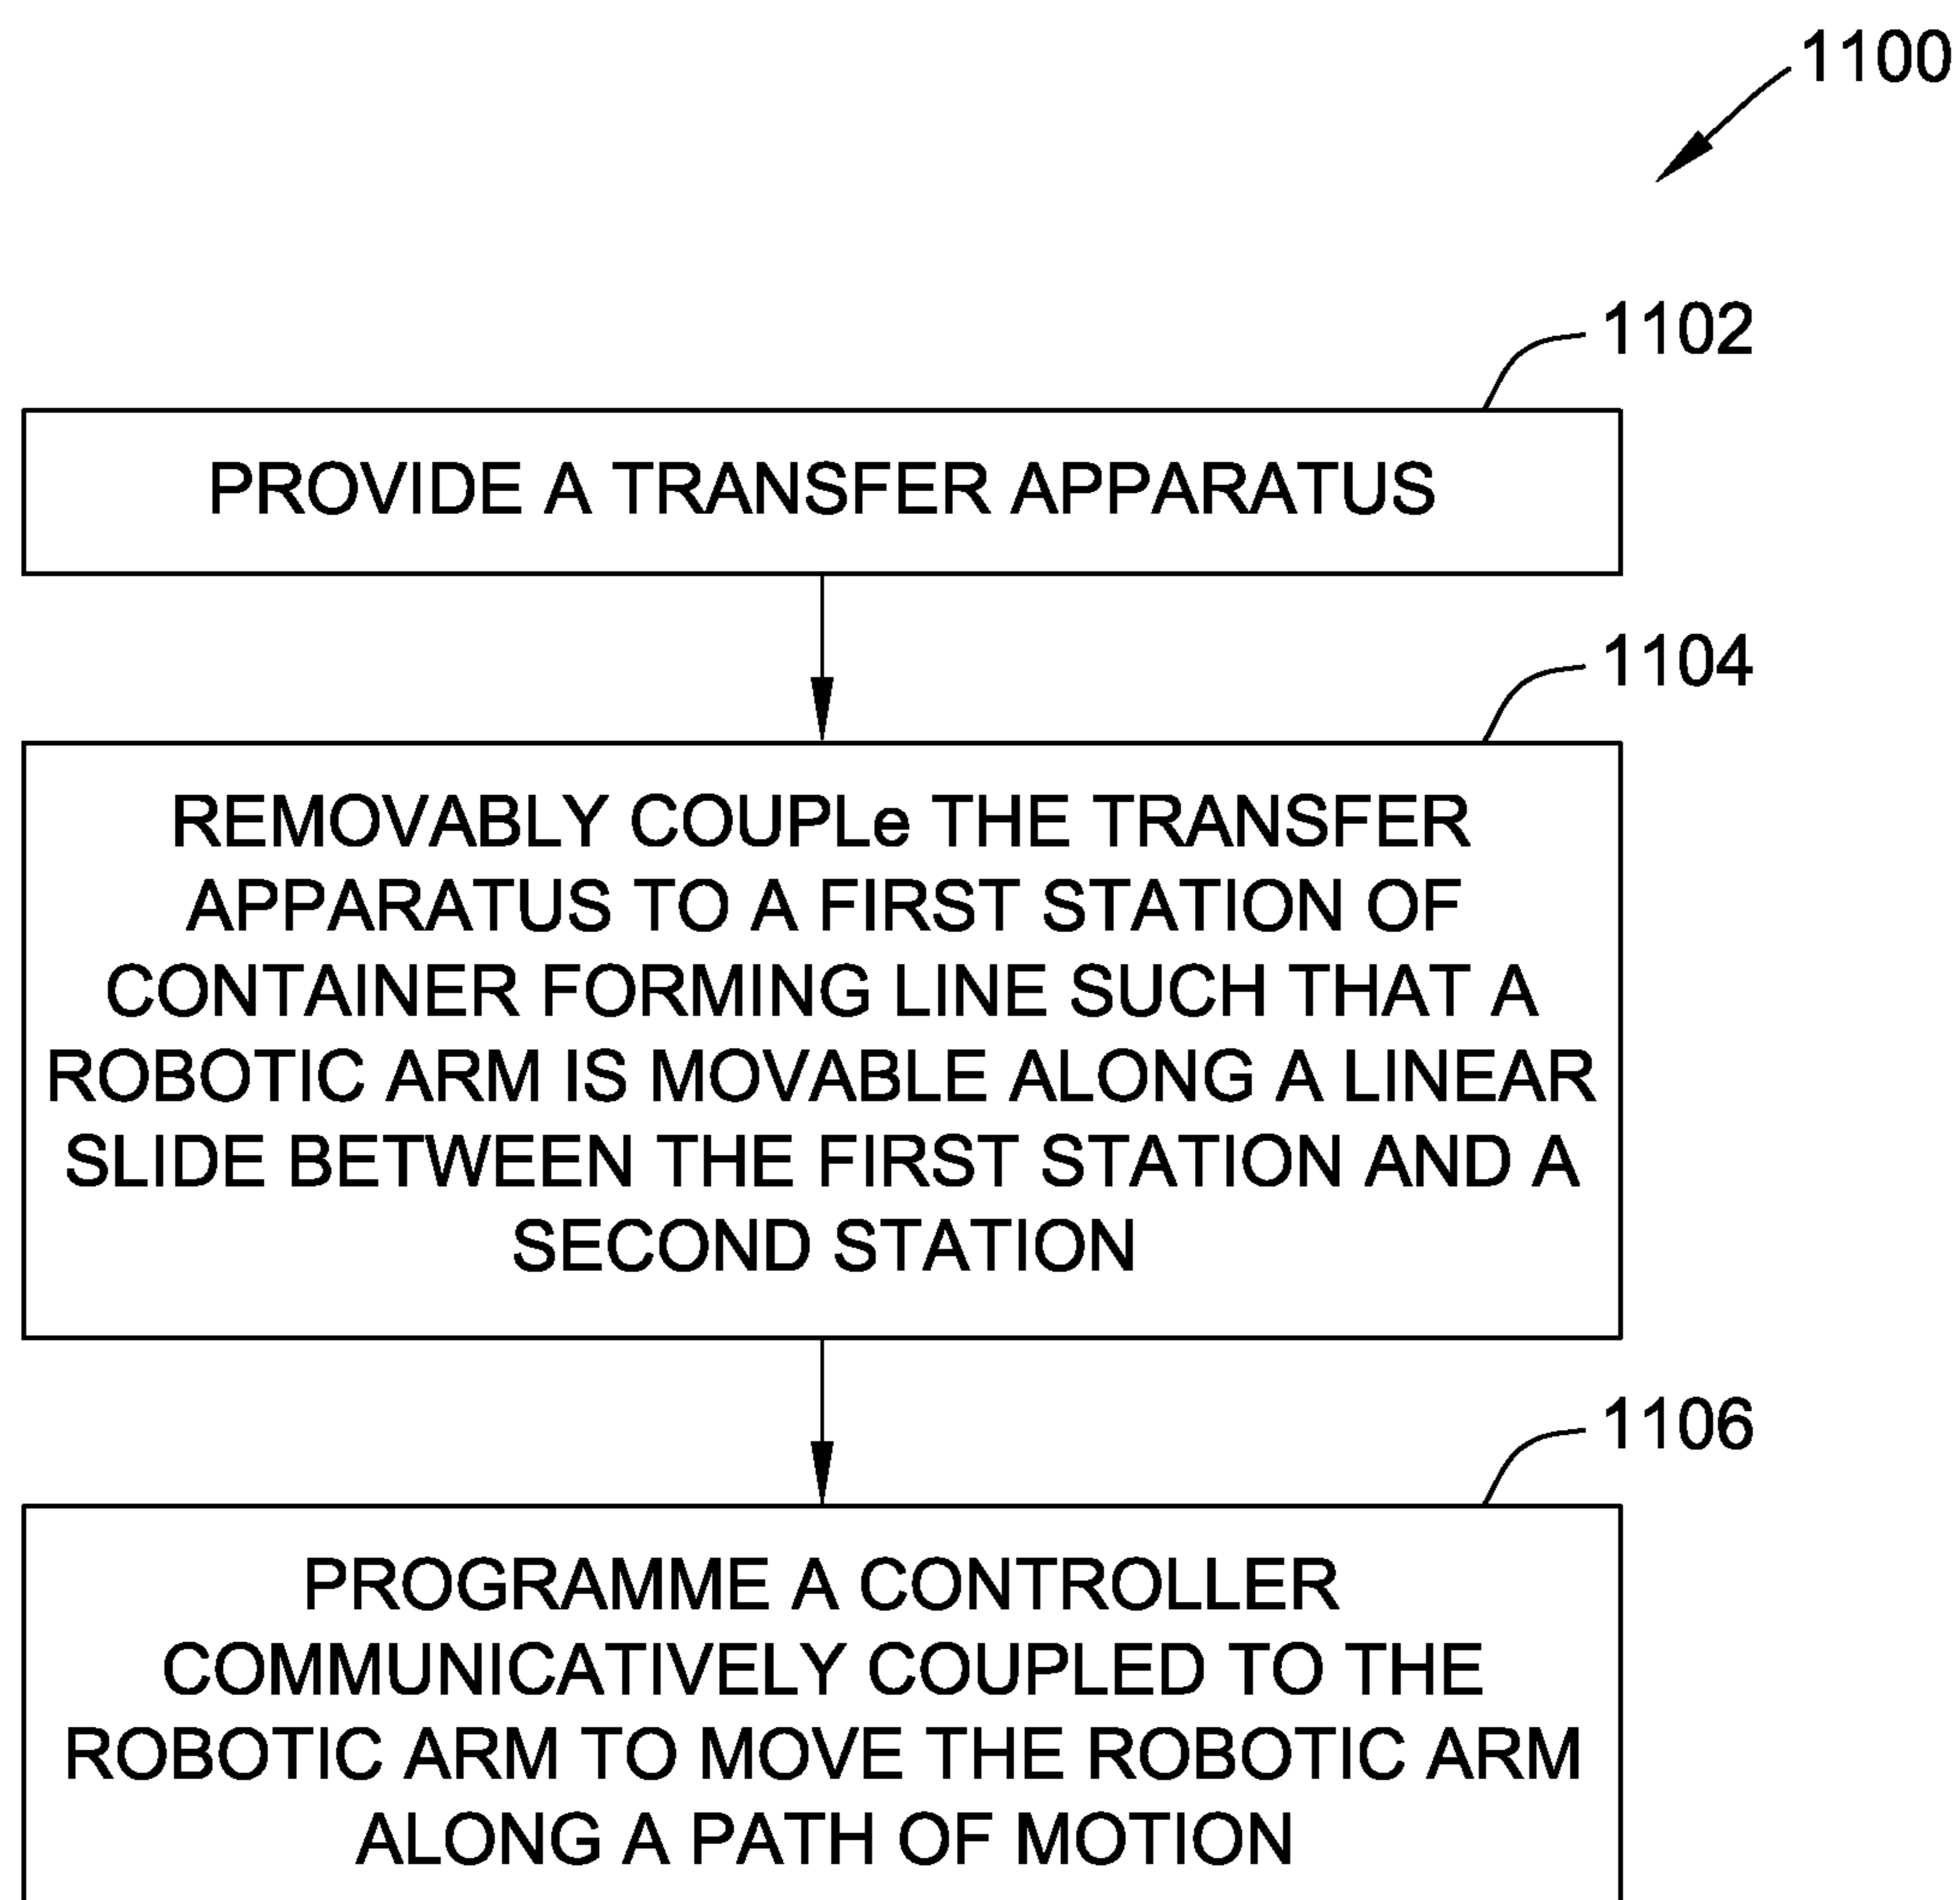 1100
1102
PROVIDE A TRANSFER APPARATUS
1104
REMOVABLY COUPLe THE TRANSFER
APPARATUS TO A FIRST STATION OF
CONTAINER FORMING LINE SUCH THAT A
ROBOTIC ARM IS MOVABLE ALONG A LINEAR
SLIDE BETWEEN THE FIRST STATION AND A
SECOND STATION
1106
PROGRAMME A CONTROLLER
COMMUNICATIVELY COUPLED TO THE
ROBOTIC ARM TO MOVE THE ROBOTIC ARM
ALONG A PATH OF MOTION